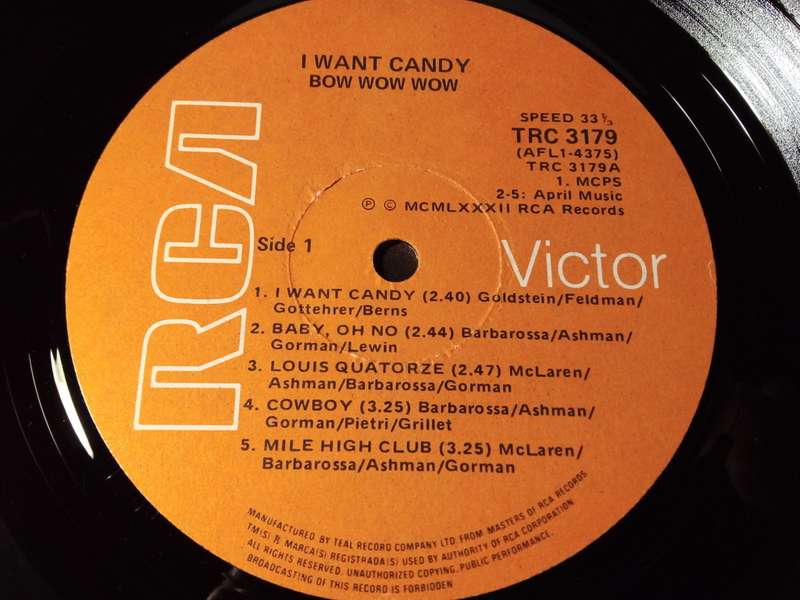 I WANT CANDY
BOW WOW WOW
SPEED 33 ⅓
TRC 3179
(AFL1-4375)
TRC 3179A
1. MCPS
2-5: April Music
℗ © MCMLXXXII RCA Records
RCA
Side 1
Victor
1. I WANT CANDY (2.40) Goldstein/Feldman/
Gottehrer/Berns
2. BABY, OH NO (2.44) Barbarossa/Ashman/
Gorman/Lewin
3. LOUIS QUATORZE (2.47) McLaren/
Ashman/Barbarossa/Gorman
4. COWBOY (3.25) Barbarossa/Ashman/
Gorman/Pietri/Grillet
5. MILE HIGH CLUB (3.25) McLaren/
Barbarossa/Ashman/Gorman
MANUFACTURED BY TEAL RECORD COMPANY LTD FROM MASTERS OF RCA RECORDS
TM(S) ® MARCA(S) REGISTRADA(S) USED BY AUTHORITY OF RCA CORPORATION
ALL RIGHTS RESERVED. UNAUTHORIZED COPYING, PUBLIC PERFORMANCE.
BROADCASTING OF THIS RECORD IS FORBIDDEN